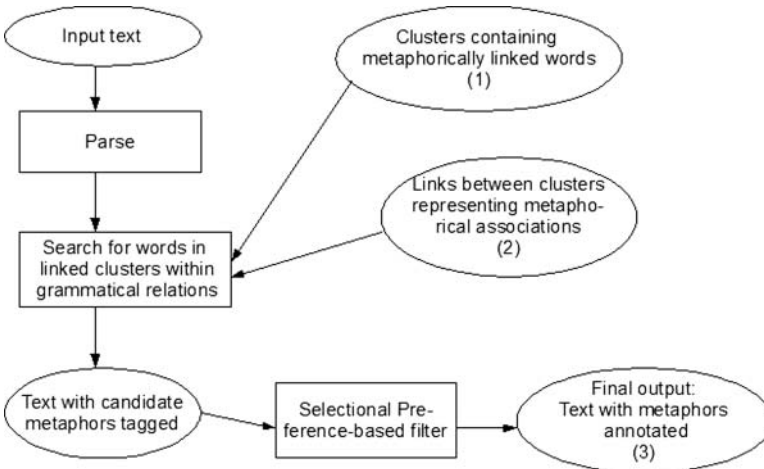 Input text
Clusters containing
metaphorically linked words
(1)
Parse
Links between clusters
representing metapho-
rical associations
(2)
Search for words in
linked clusters within
grammatical relations
Text with candidate
metaphors tagged
Selectional Pre-
ference-based filter
Final output:
Text with metaphors
annotated
(3)